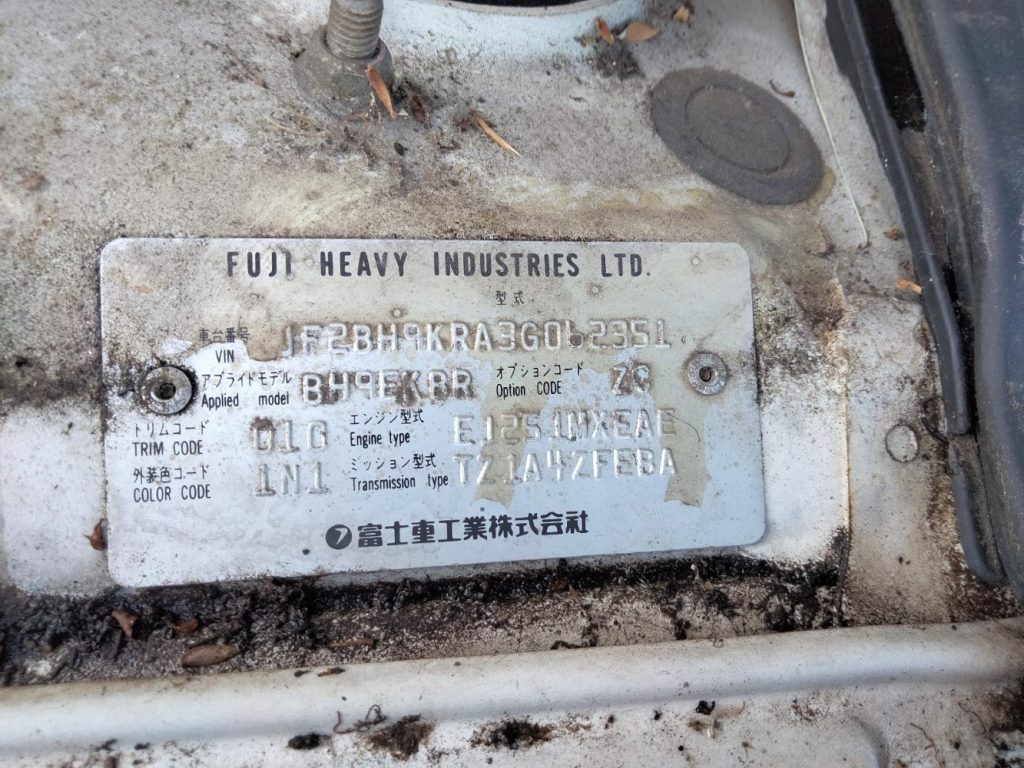 FUJI HEAVY INDUSTRIES LTD.
型式
車台番号 VIN JF2BH9KRA3G062351
アプライドモデル Applied model BH9EKBR オプションコード Option CODE ZC
トリムコード TRIM CODE 01G エンジン型式 Engine type EJ251MXEAE
外装色コード COLOR CODE 1N1 ミッション型式 Transmission type TZ1A4ZFEBA
富士重工業株式会社